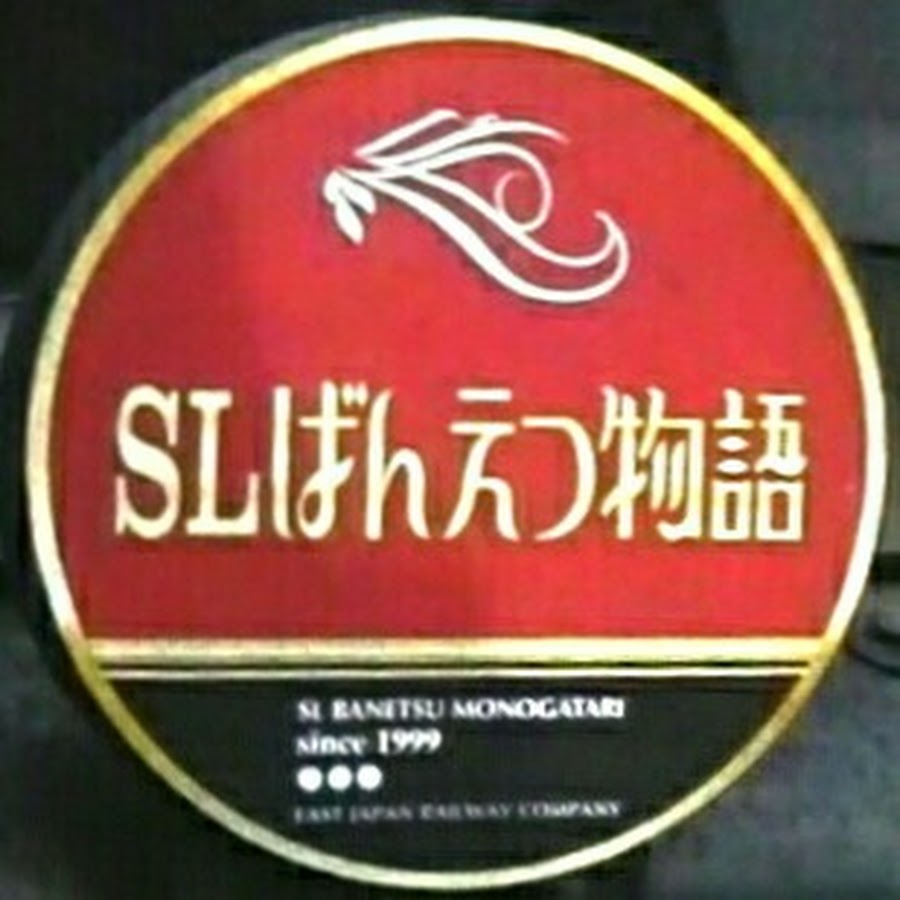 SLばんえつ物語
SL BANETSU MONOGATARI
since 1999
EAST JAPAN RAILWAY COMPANY